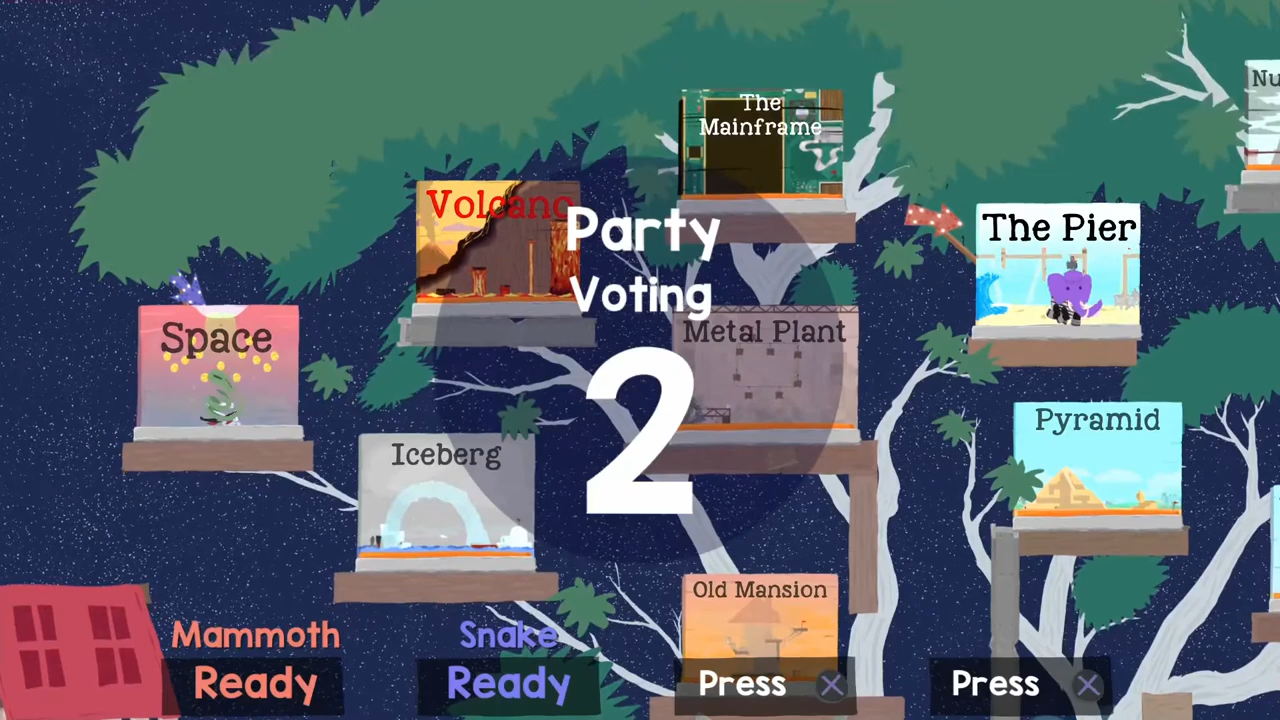 Nu
The
Mainframe
Volcano
Party
Voting
The Pier
Space
Metal Plant
2
Pyramid
Iceberg
Old Mansion
Mammoth
Ready
Snake
Ready
Press
Press